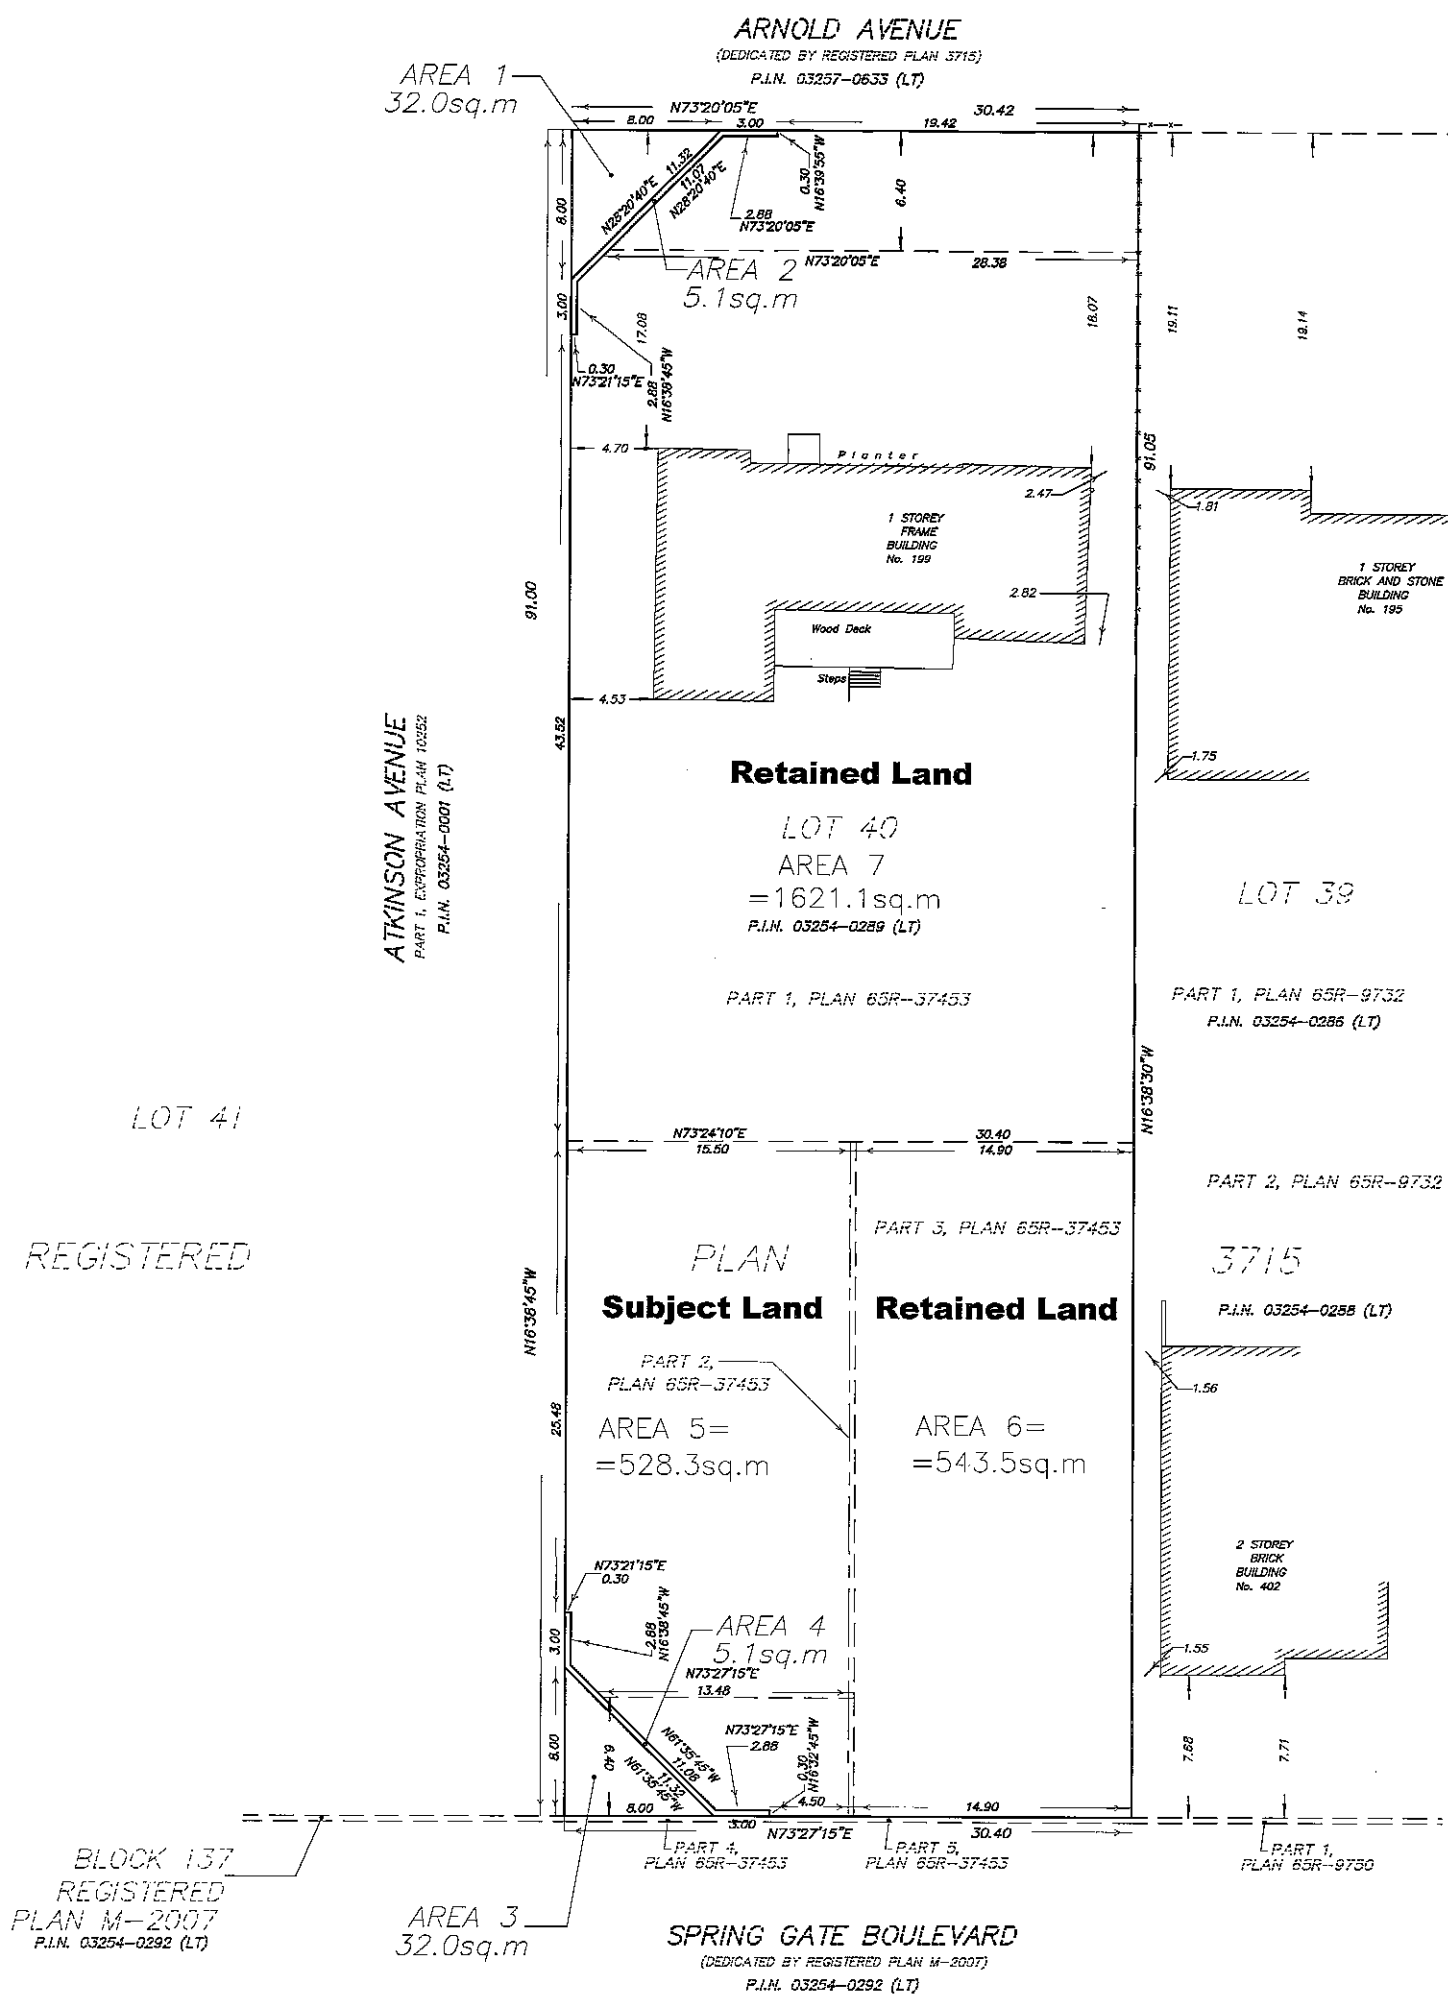 ARNOLD AVENUE
(DEDICATED BY REGISTERED PLAN 3715)
P.I.N. 03257-0633 (LT)
AREA 1
32.0sq.m
N73°20'05"E
30.42
8.00
3.00
19.42
N28°20'40"E 11.32
11.07
N28°20'40"E
0.30
N16°39'55"W
2.88
N73°20'05"E
6.40
8.00
N73°20'05"E
28.38
AREA 2
5.1sq.m
3.00
17.08
18.07
19.11
19.14
0.30
N73°21'15"E
2.88
N16°38'45"W
4.70
Planter
91.05
2.47
1.81
1 STOREY
FRAME
BUILDING
No. 199
1 STOREY
BRICK AND STONE
BUILDING
No. 195
91.00
2.82
Wood Deck
Steps
4.53
43.52
1.75
ATKINSON AVENUE
PART 1, EXPROPRIATION PLAN 10252
P.I.N. 03254-0001 (LT)
Retained Land
LOT 40
AREA 7
=1621.1sq.m
P.I.N. 03254-0289 (LT)
LOT 39
PART 1, PLAN 65R-37453
PART 1, PLAN 65R-9732
P.I.N. 03254-0286 (LT)
N16°38'30"W
LOT 41
N73°24'10"E
30.40
15.50
14.90
PART 2, PLAN 65R-9732
PART 3, PLAN 65R-37453
REGISTERED
PLAN
3715
N16°38'45"W
Subject Land
Retained Land
P.I.N. 03254-0288 (LT)
PART 2,
PLAN 65R-37453
1.56
25.48
AREA 5=
=528.3sq.m
AREA 6=
=543.5sq.m
2 STOREY
BRICK
BUILDING
No. 402
N73°21'15"E
0.30
2.88
N16°38'45"W
3.00
AREA 4
5.1sq.m
1.55
N73°27'15"E
13.48
N73°27'15"E
2.88
0.30
N16°32'45"W
8.00
6.40
N61°35'45"W
11.08
11.32
N61°35'45"W
7.68
7.71
8.00
4.50
14.90
3.00
N73°27'15"E
30.40
PART 4,
PLAN 65R-37453
PART 5,
PLAN 65R-37453
PART 1,
PLAN 65R-9750
BLOCK 137
REGISTERED
PLAN M-2007
P.I.N. 03254-0292 (LT)
AREA 3
32.0sq.m
SPRING GATE BOULEVARD
(DEDICATED BY REGISTERED PLAN M-2007)
P.I.N. 03254-0292 (LT)